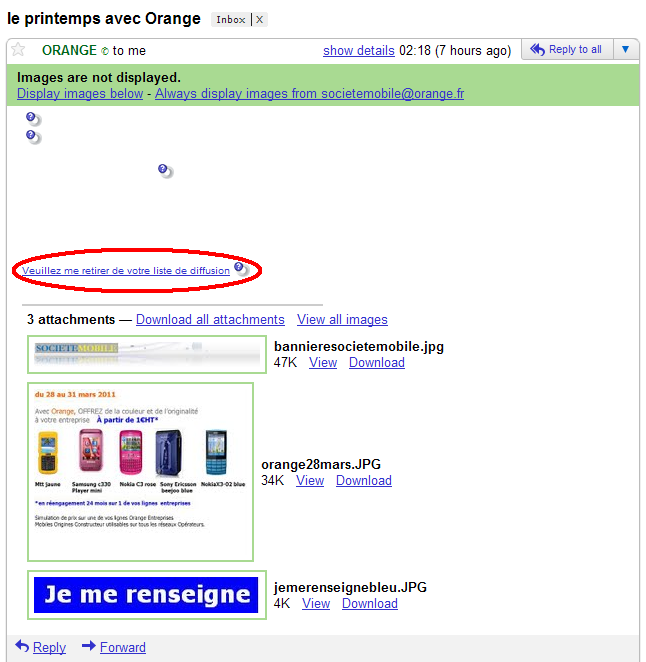 le printemps avec Orange Inbox | X
ORANGE to me show details 02:18 (7 hours ago) Reply to all
Images are not displayed.
Display images below - Always display images from societemobile@orange.fr
Veuillez me retirer de votre liste de diffusion
3 attachments — Download all attachments View all images
SOCIETEMOBILE
bannieresocietemobile.jpg
47K View Download
du 28 au 31 mars 2011
Avec Orange, OFFREZ de la couleur et de l'originalité
à votre entreprise À partir de 1€HT*
Mtt jaune Samsung c330 Player mini Nokia C3 rose Sony Ericsson beejoo blue NokiaX3-02 blue
*en réengagement 24 mois sur 1 de vos lignes entreprises
Simulation de prix sur une de vos lignes Orange Entreprises
Mobiles Origines Constructeur utilisables sur tous les réseaux Opérateurs.
orange28mars.JPG
34K View Download
Je me renseigne
jemerenseignebleu.JPG
4K View Download
Reply Forward